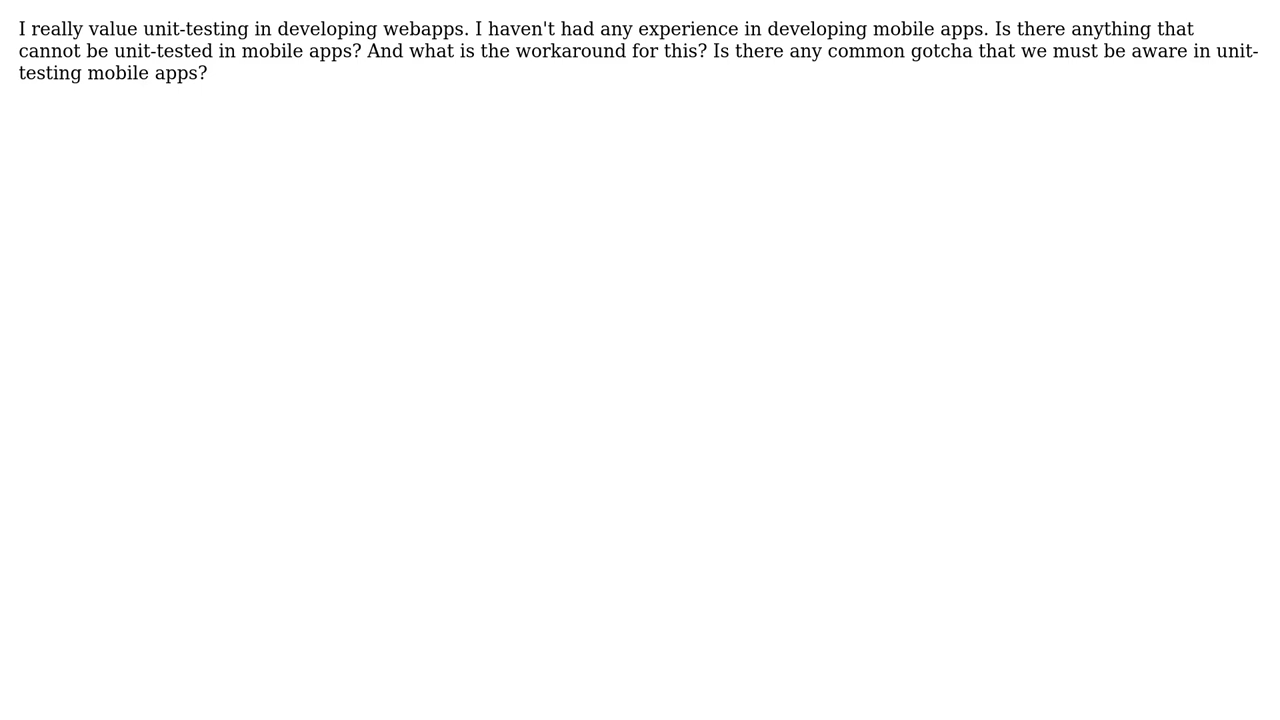 I really value unit-testing in developing webapps. I haven't had any experience in developing mobile apps. Is there anything that
cannot be unit-tested in mobile apps? And what is the workaround for this? Is there any common gotcha that we must be aware in unit-
testing mobile apps?